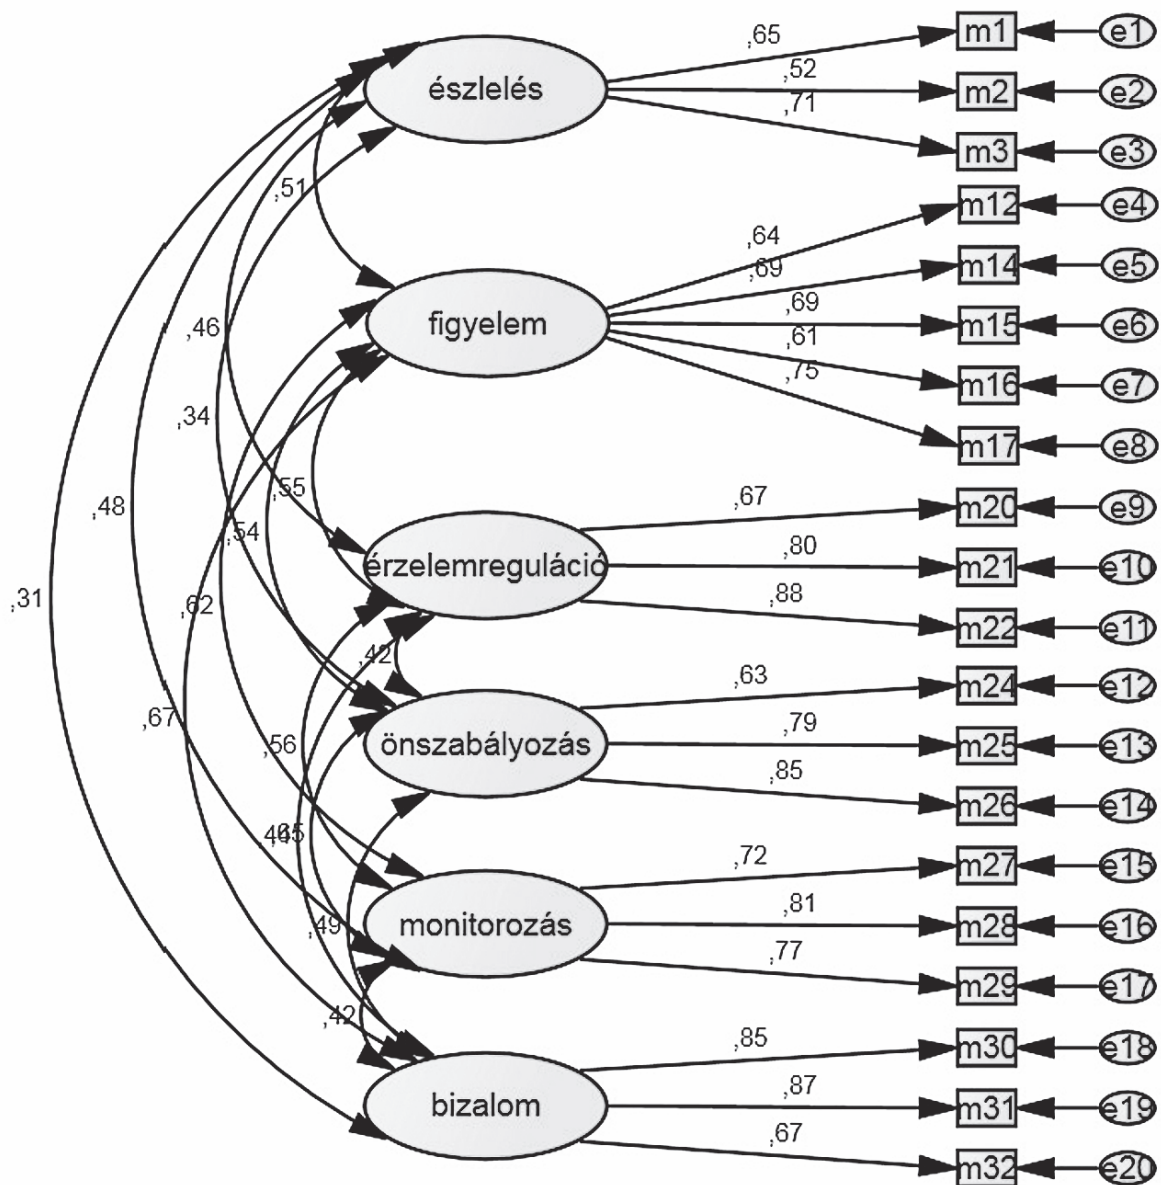 észlelés
,65
m1
e1
,52
m2
e2
,71
m3
e3
,51
figyelem
,64
m12
e4
,69
m14
e5
,69
m15
e6
,61
m16
e7
,75
m17
e8
,46
,34
,48
,55
,54
,31
,62
érzelemreguláció
,67
m20
e9
,80
m21
e10
,88
m22
e11
,42
önszabályozás
,63
m24
e12
,79
m25
e13
,85
m26
e14
,67
,56
,49
,42
monitorozás
,72
m27
e15
,81
m28
e16
,77
m29
e17
bizalom
,85
m30
e18
,87
m31
e19
,67
m32
e20